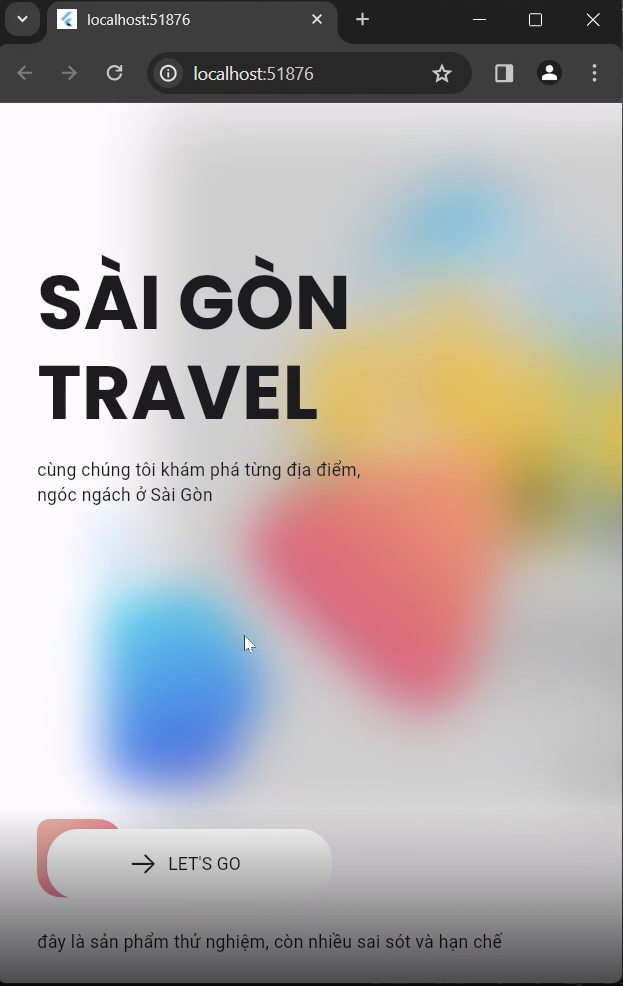 localhost:51876
localhost:51876
SÀI GÒN
TRAVEL
cùng chúng tôi khám phá từng địa điểm,
ngóc ngách ở Sài Gòn
LET'S GO
đây là sản phẩm thử nghiệm, còn nhiều sai sót và hạn chế